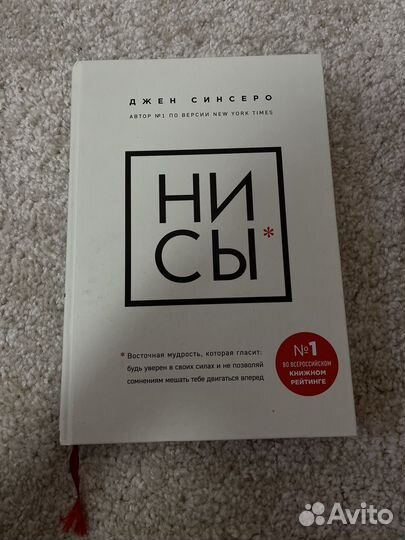 ДЖЕН СИНСЕРО
АВТОР №1 ПО ВЕРСИИ NEW YORK TIMES
НИ
СЫ*
* Восточная мудрость, которая гласит:
будь уверен в своих силах и не позволяй
сомнениям мешать тебе двигаться вперед
№1
ВО ВСЕРОССИЙСКОМ
КНИЖНОМ
РЕЙТИНГЕ
Avito